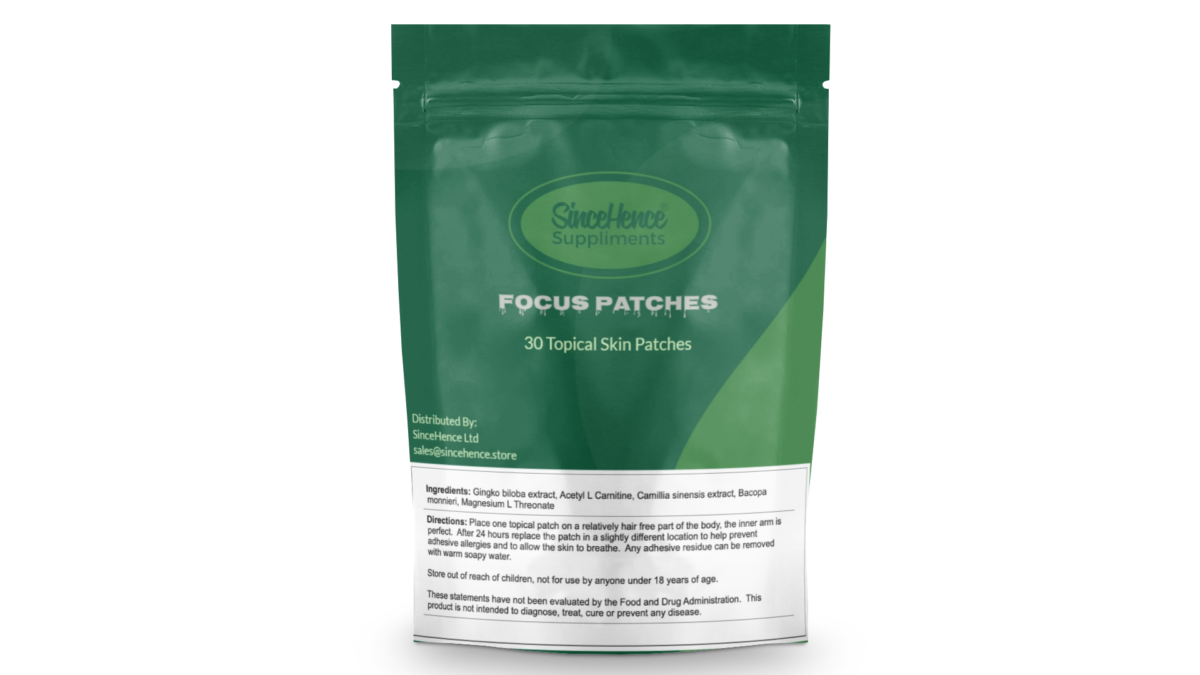 SinceHence®
Suppliments
FOCUS PATCHES
30 Topical Skin Patches
Distributed By:
SinceHence Ltd
sales@sincehence.store
Ingredients: Gingko biloba extract, Acetyl L Carnitine, Camillia sinensis extract, Bacopa
monnieri, Magnesium L Threonate
Directions: Place one topical patch on a relatively hair free part of the body, the inner arm is
perfect. After 24 hours replace the patch in a slightly different location to help prevent
adhesive allergies and to allow the skin to breathe. Any adhesive residue can be removed
with warm soapy water.
Store out of reach of children, not for use by anyone under 18 years of age.
These statements have not been evaluated by the Food and Drug Administration. This
product is not intended to diagnose, treat, cure or prevent any disease.